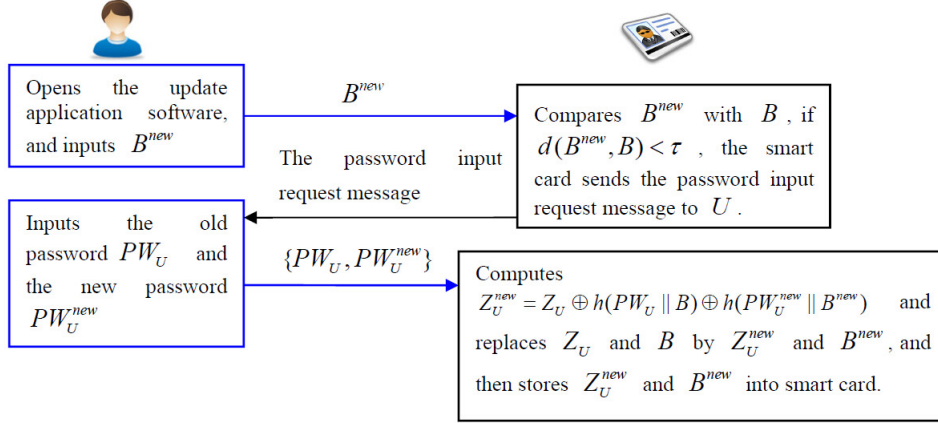 Opens the update
application software,
and inputs B^{new}
B^{new}
Compares B^{new} with B , if
d(B^{new}, B) < τ , the smart
card sends the password input
request message to U .
The password input
request message
Inputs the old
password PW_U and
the new password
PW_U^{new}
{PW_U, PW_U^{new}}
Computes
Z_U^{new} = Z_U ⊕ h(PW_U || B) ⊕ h(PW_U^{new} || B^{new}) and
replaces Z_U and B by Z_U^{new} and B^{new}, and
then stores Z_U^{new} and B^{new} into smart card.